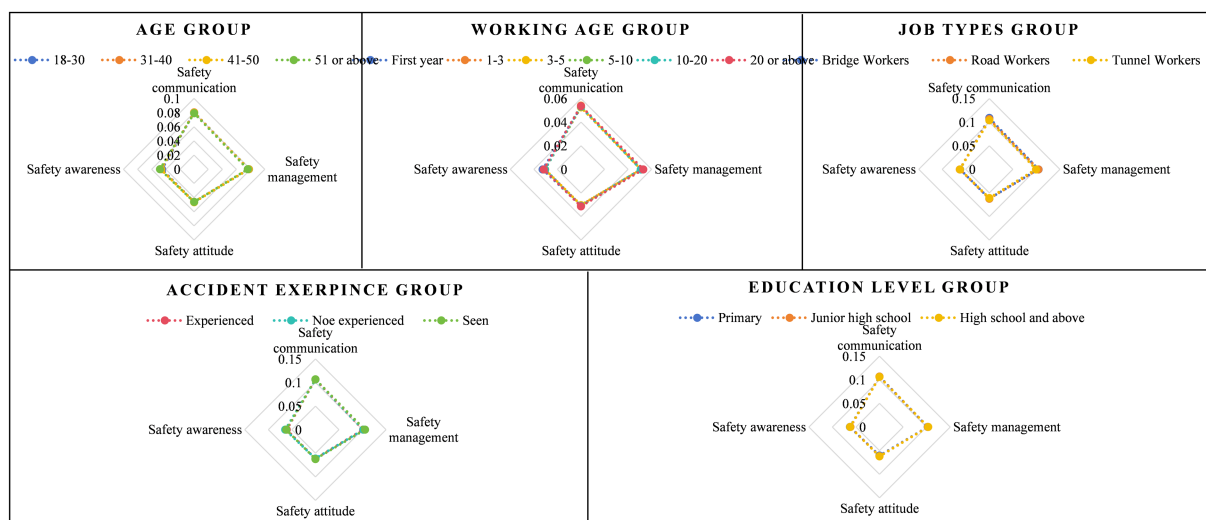 AGE GROUP
18-30 31-40 41-50 51 or above
Safety
communication
0.1
0.08
0.06
0.04
0.02
0
Safety awareness
Safety
management
Safety attitude
WORKING AGE GROUP
First year 1-3 3-5 5-10 10-20 20 or above
Safety
communication
0.06
0.04
0.02
0
Safety awareness
Safety management
Safety attitude
JOB TYPES GROUP
Bridge Workers Road Workers Tunnel Workers
Safety communication
0.15
0.1
0.05
0
Safety awareness
Safety management
Safety attitude
ACCIDENT EXERPINCE GROUP
Experienced Noe experienced Seen
Safety
communication
0.15
0.1
0.05
0
Safety awareness
Safety
management
Safety attitude
EDUCATION LEVEL GROUP
Primary Junior high school High school and above
Safety
communication
0.15
0.1
0.05
0
Safety awareness
Safety management
Safety attitude